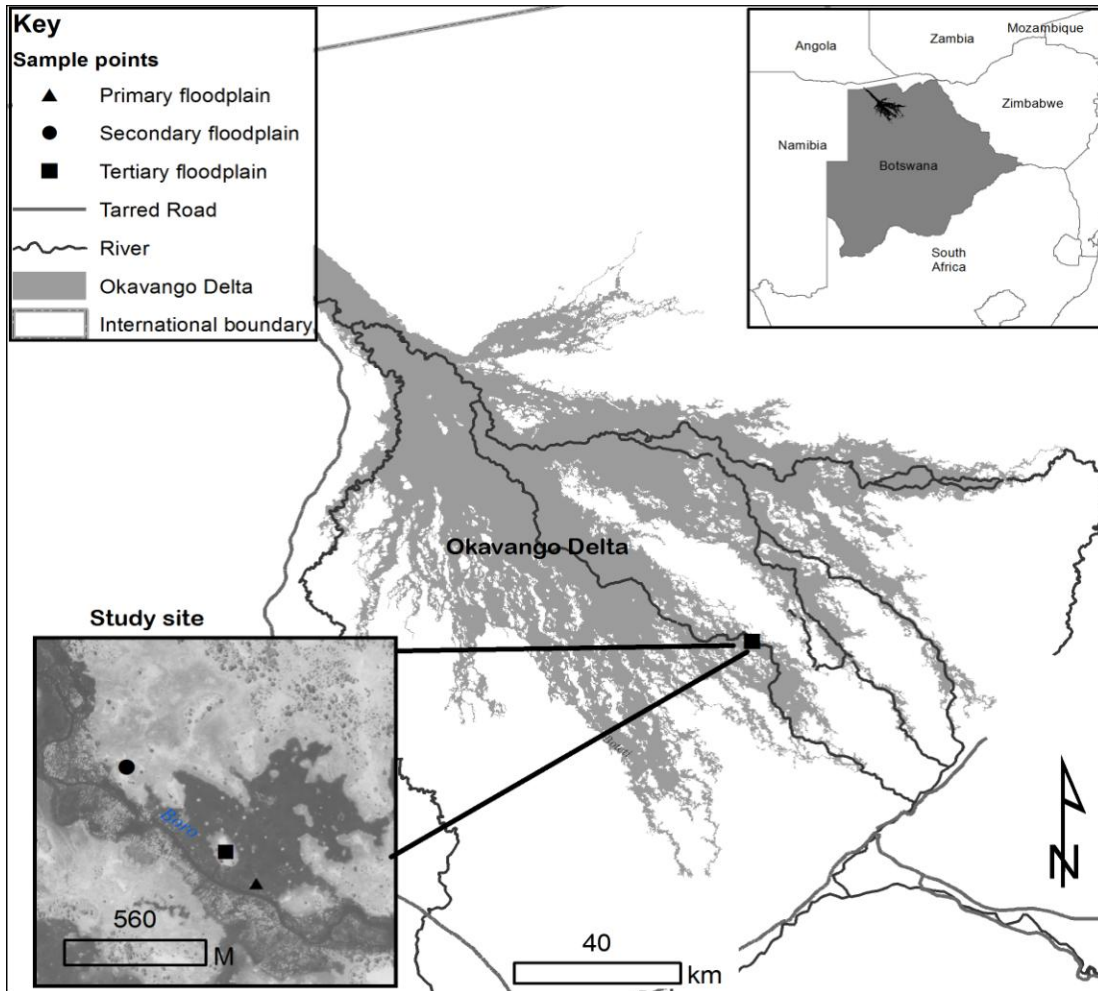 Key
Sample points
Primary floodplain
Secondary floodplain
Tertiary floodplain
Tarred Road
River
Okavango Delta
International boundary
Angola
Zambia
Mozambique
Zimbabwe
Namibia
Botswana
South
Africa
Okavango Delta
Study site
Boro
560
M
40
km
N